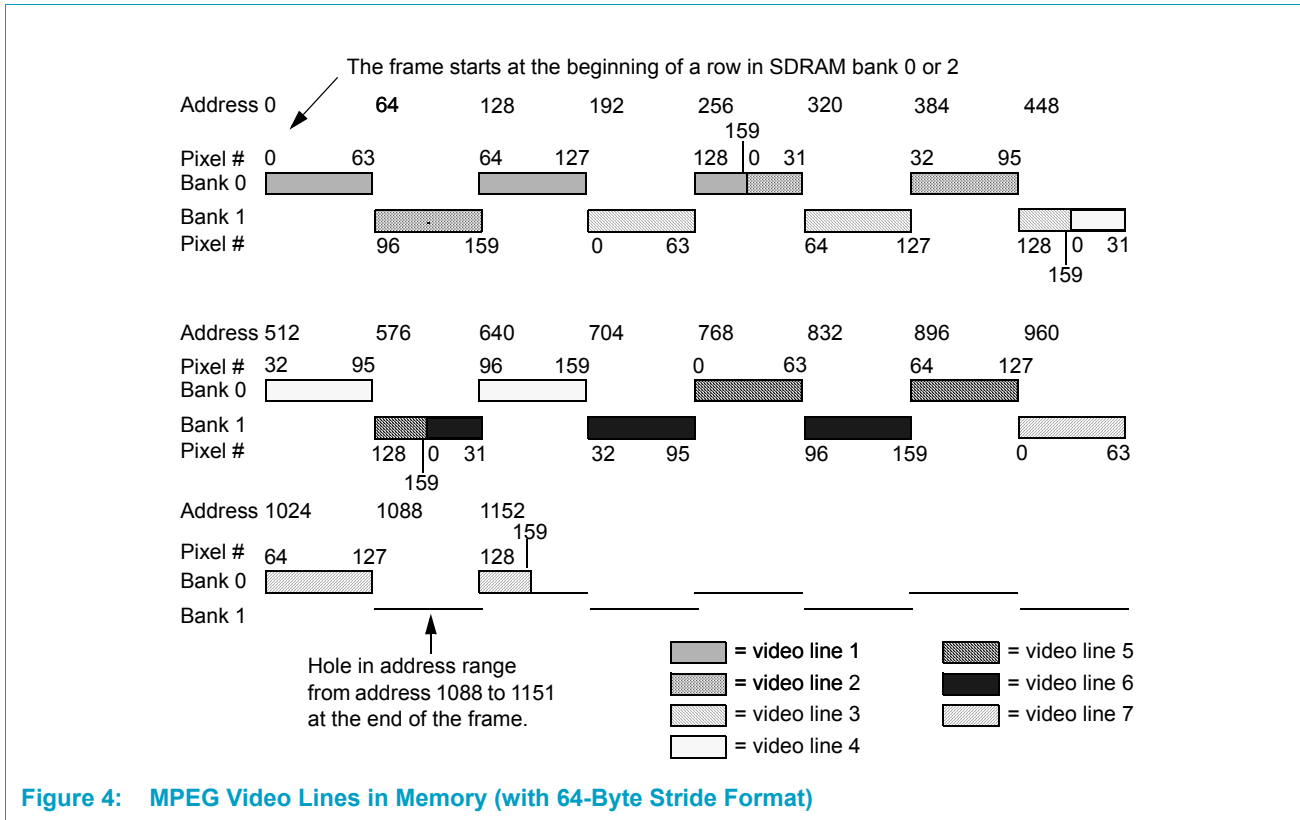 The frame starts at the beginning of a row in SDRAM bank 0 or 2
Address 0 64 128 192 256 320 384 448
159
Pixel # 0 63 64 127 128 0 31 32 95
Bank 0
Bank 1
Pixel # 96 159 0 63 64 127 128 0 31
159
Address 512 576 640 704 768 832 896 960
Pixel # 32 95 96 159 0 63 64 127
Bank 0
Bank 1
Pixel # 128 0 31 32 95 96 159 0 63
159
Address 1024 1088 1152
159
Pixel # 64 127 128
Bank 0
Bank 1
Hole in address range
from address 1088 to 1151
at the end of the frame.
= video line 1
= video line 2
= video line 3
= video line 4
= video line 5
= video line 6
= video line 7
Figure 4: MPEG Video Lines in Memory (with 64-Byte Stride Format)